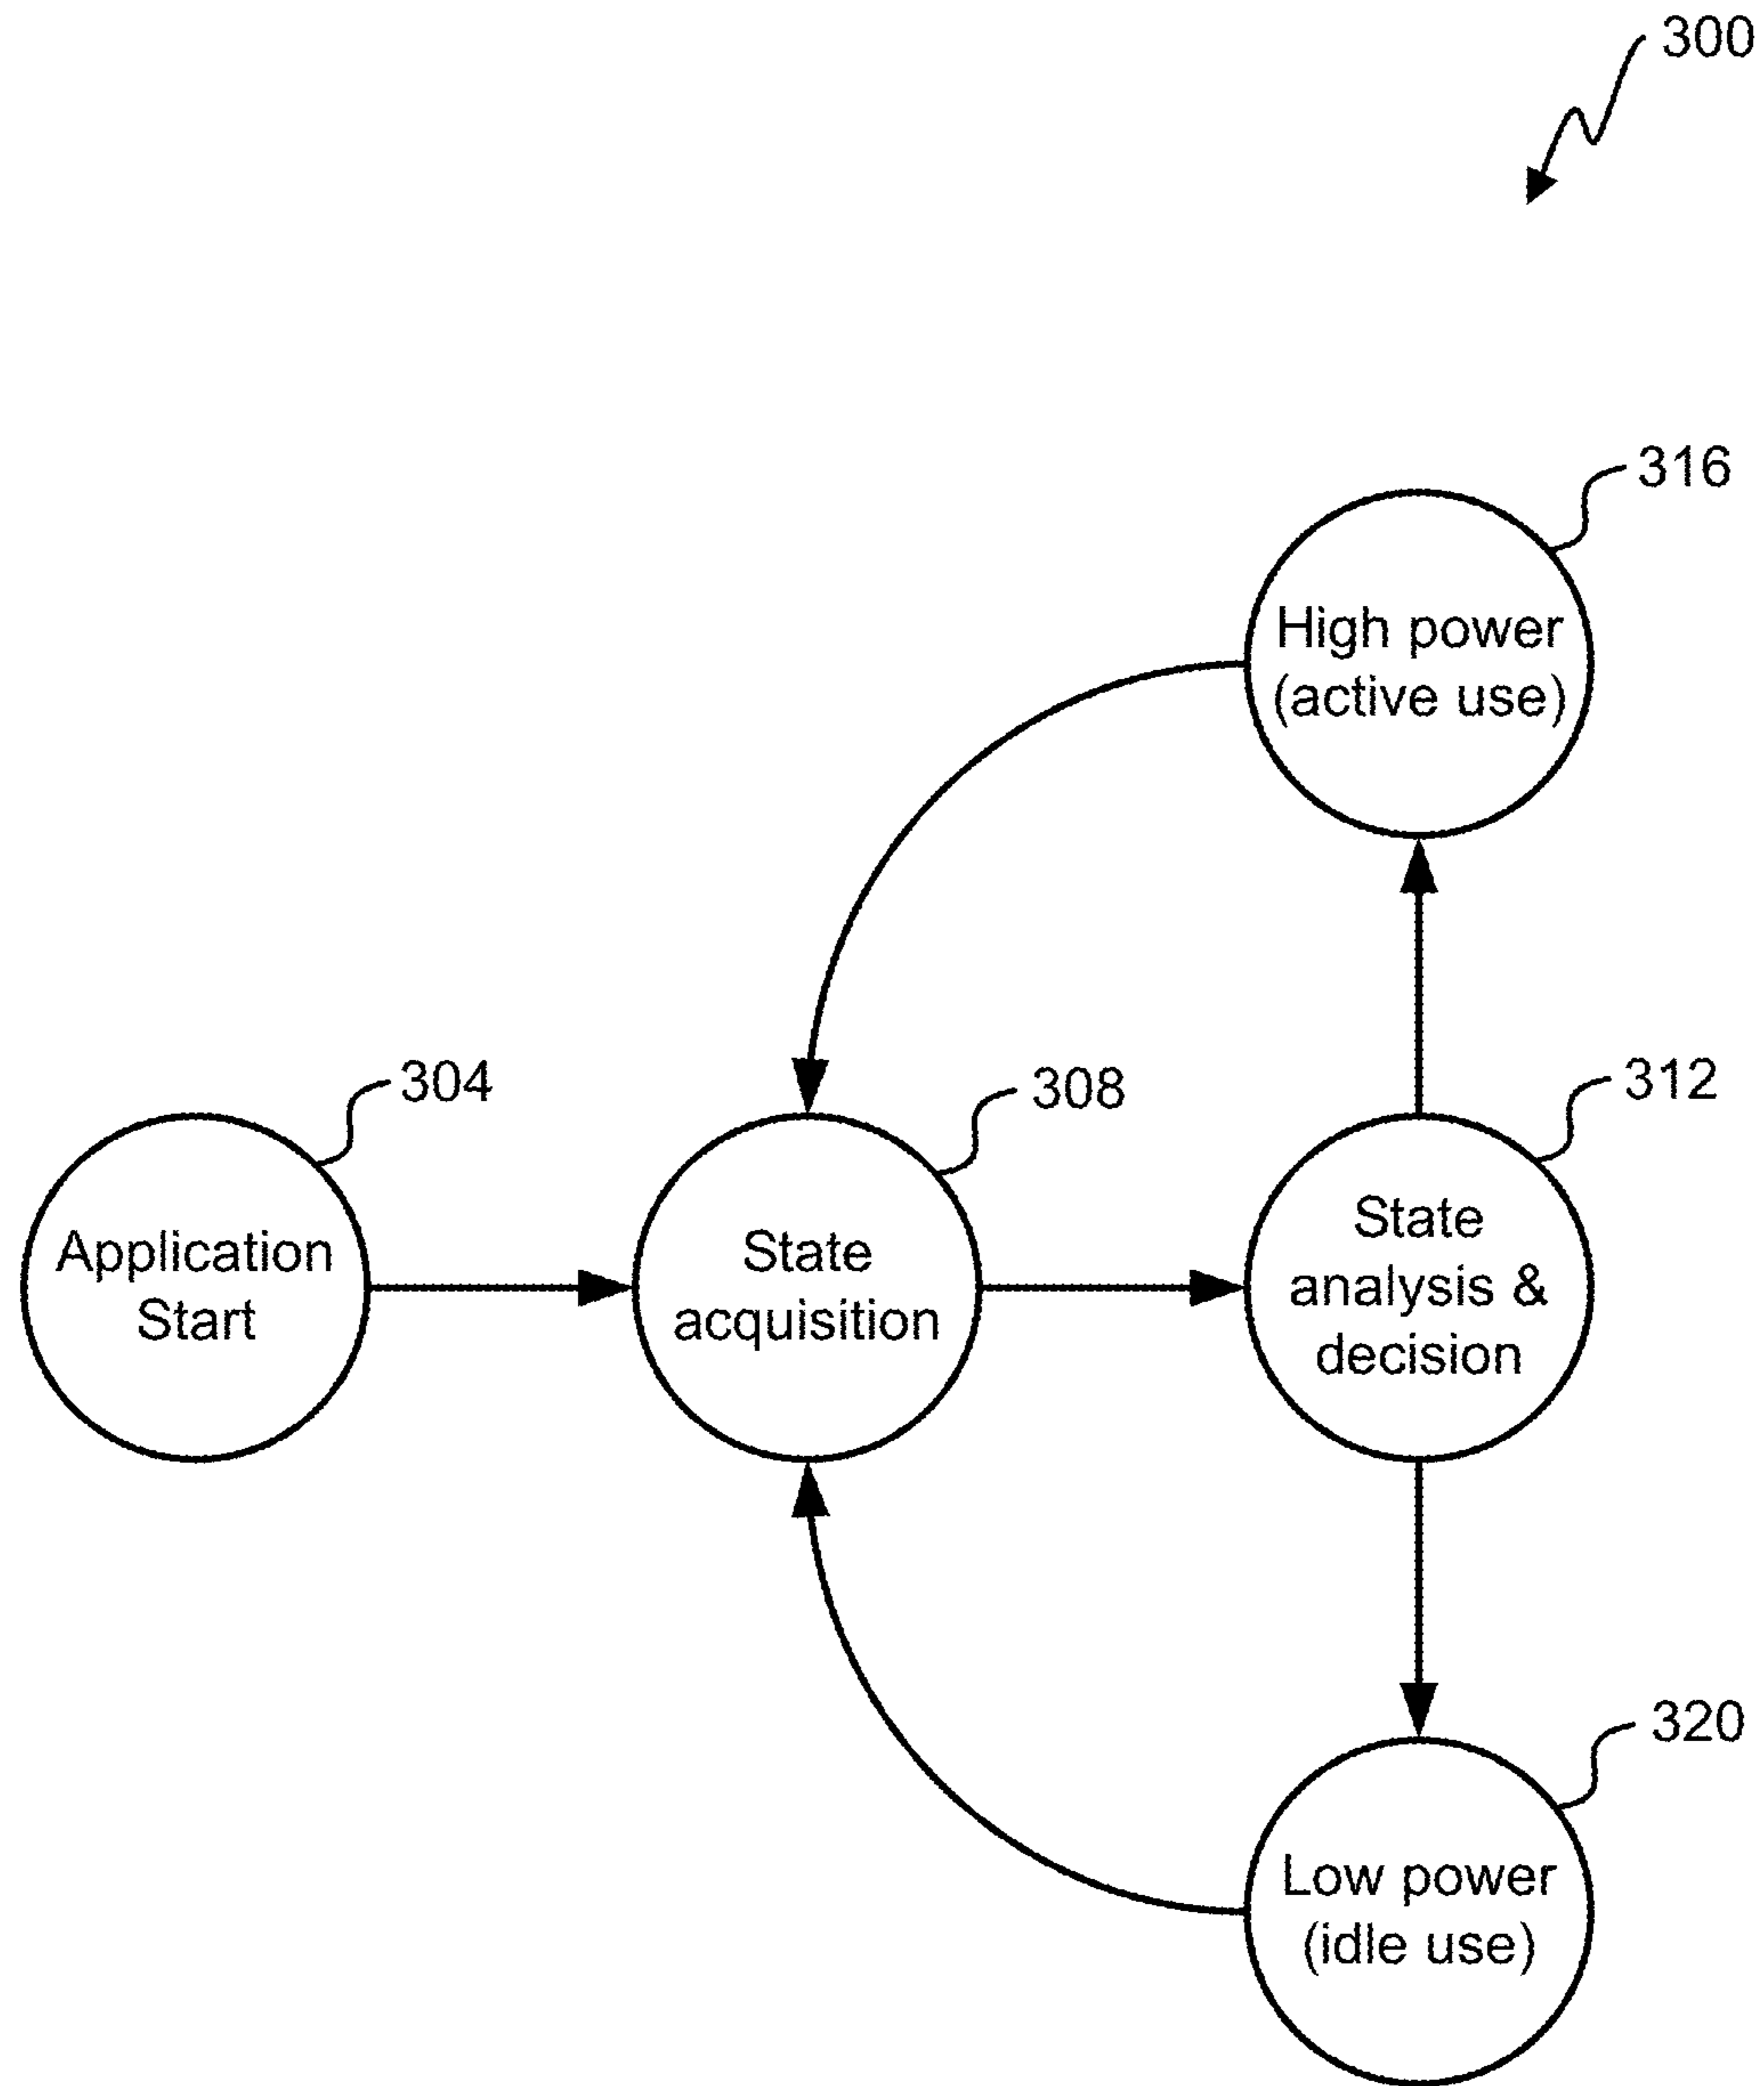 300
316
High power
(active use)
304
308
312
Application
Start
State
acquisition
State
analysis &
decision
320
Low power
(idle use)